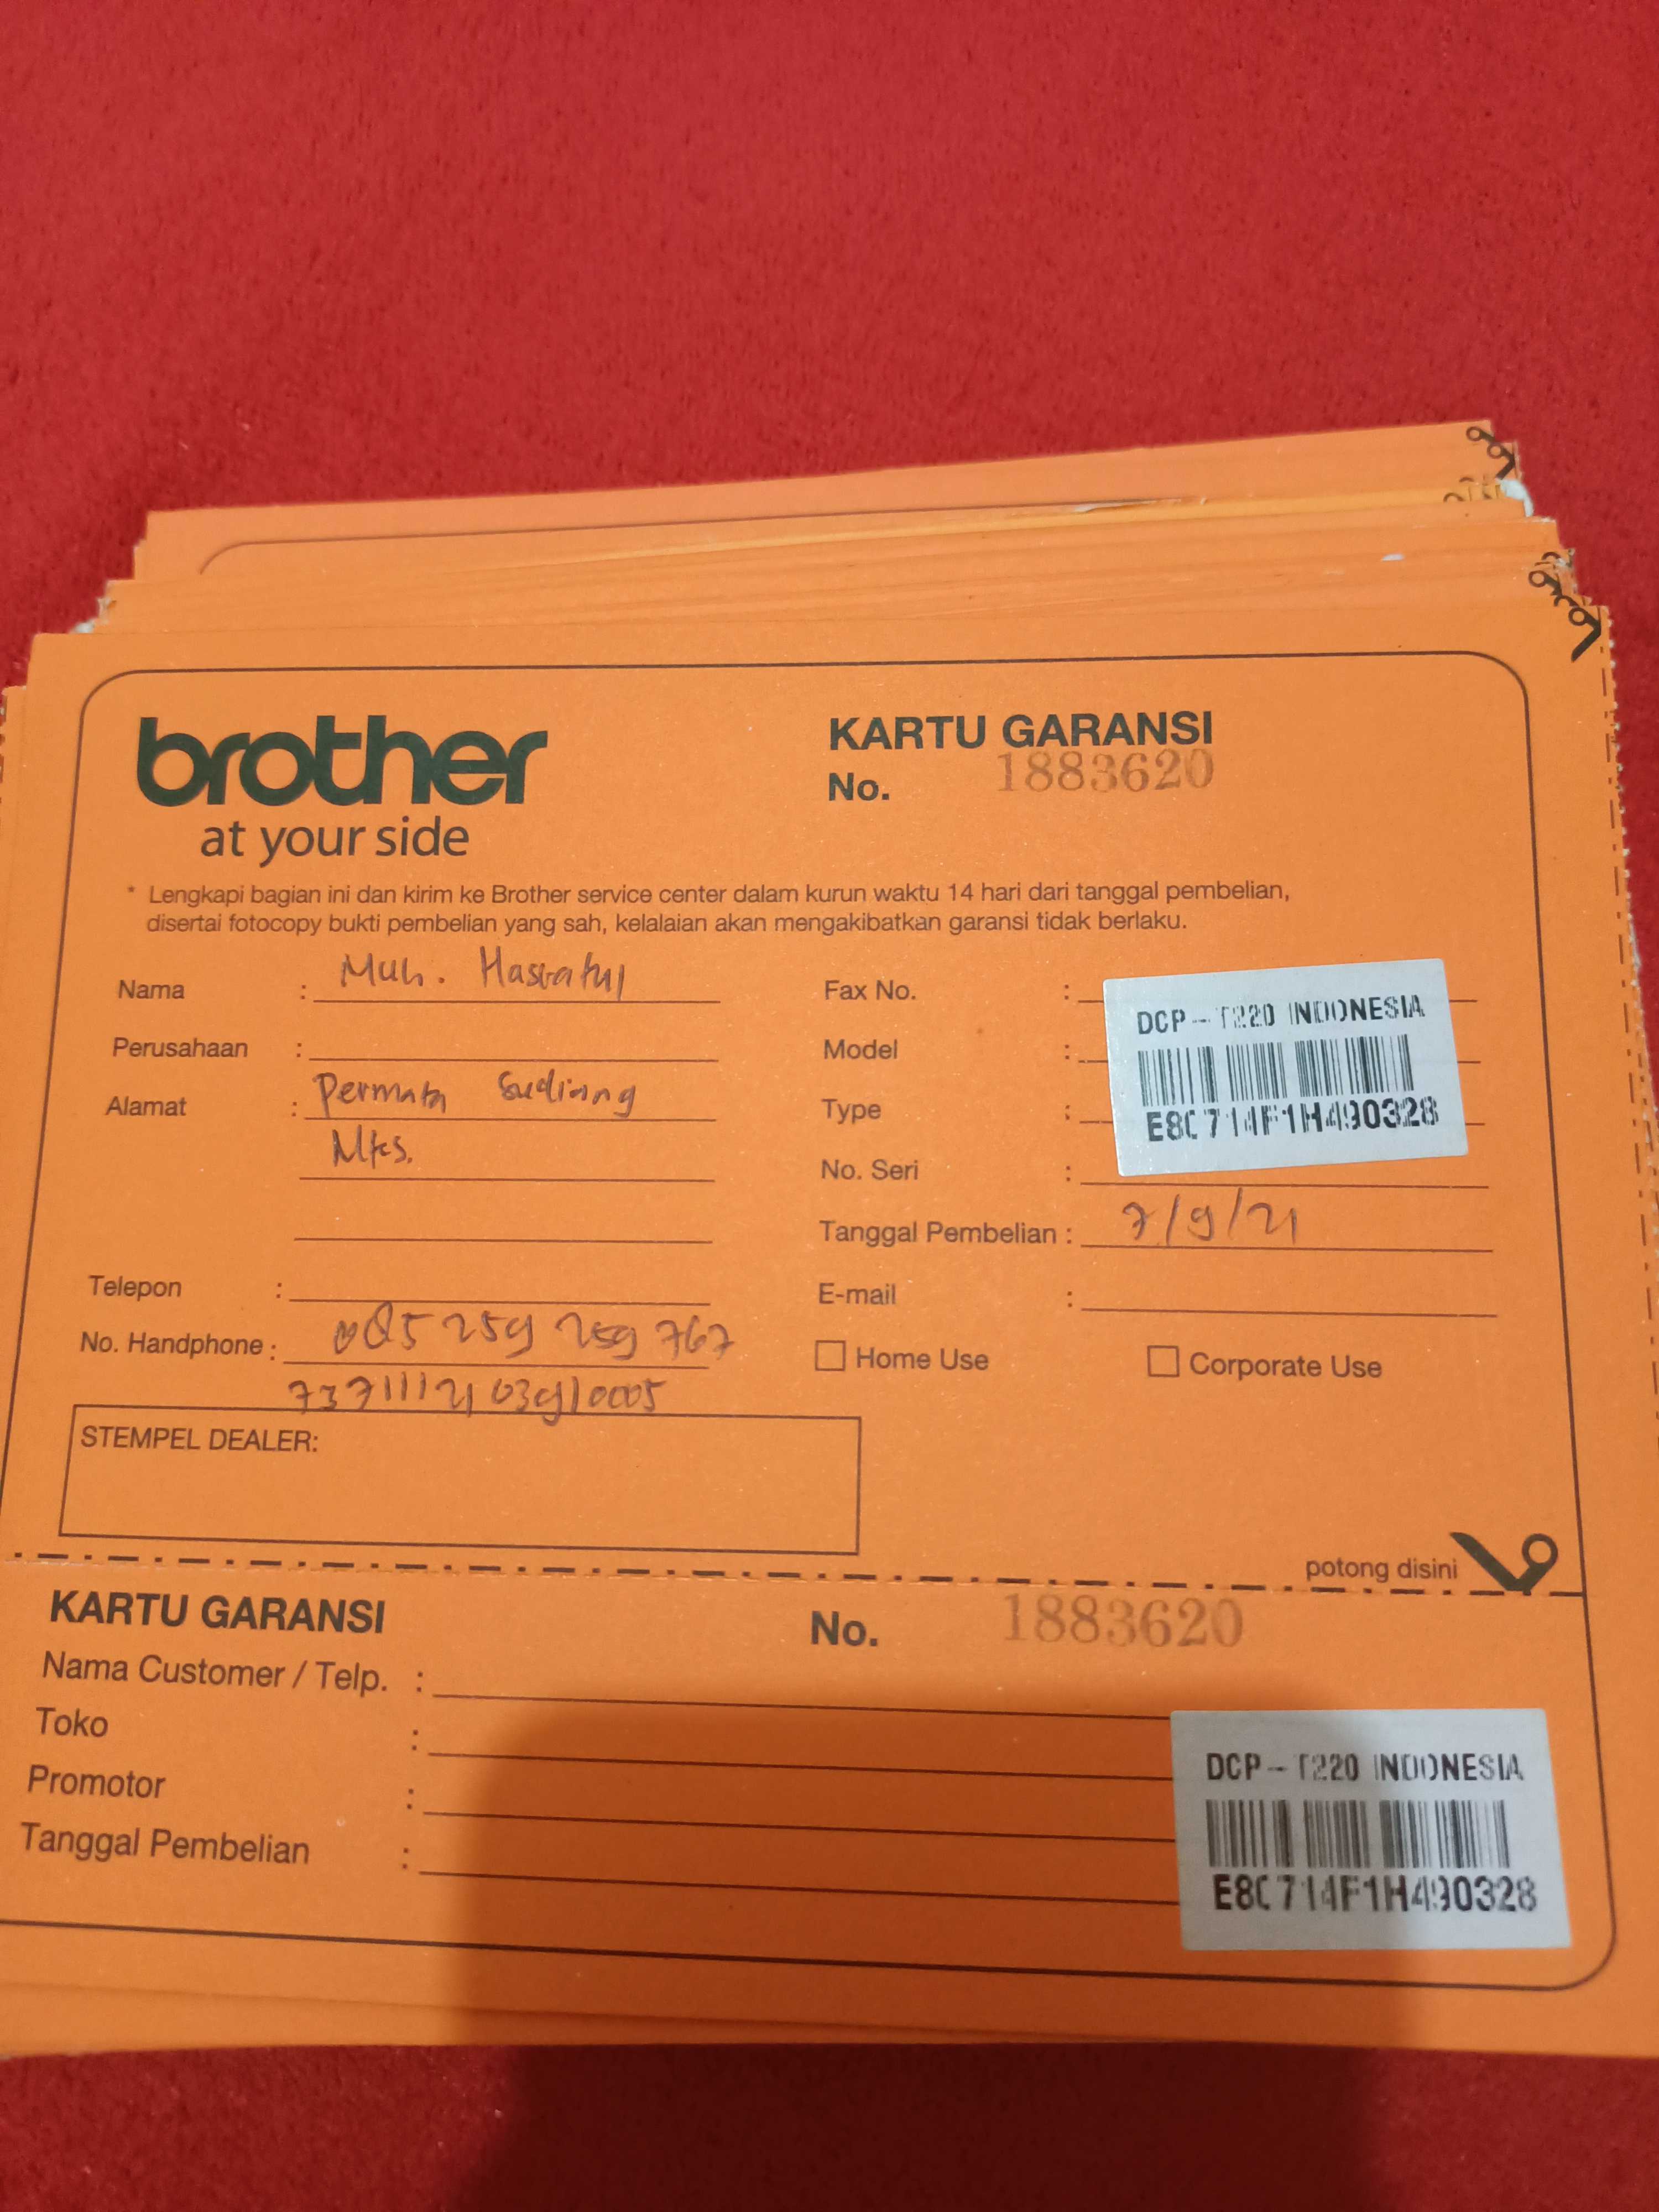 brother
at your side
KARTU GARANSI
No. 1883620
* Lengkapi bagian ini dan kirim ke Brother service center dalam kurun waktu 14 hari dari tanggal pembelian,
disertai fotocopy bukti pembelian yang sah, kelalaian akan mengakibatkan garansi tidak berlaku.
Nama : Muh.
Perusahaan :
Alamat : Permata Sudiang
Mks.
Telepon :
No. Handphone : 085 259 259 767
STEMPEL DEALER:
Fax No. :
Model :
Type :
No. Seri :
DCP-T220 INDONESIA
E80714F1H490328
Tanggal Pembelian : 7/9/21
E-mail :
Home Use Corporate Use
potong disini
KARTU GARANSI No. 1883620
Nama Customer / Telp. :
Toko :
Promotor :
Tanggal Pembelian :
DCP-T220 INDONESIA
E80714F1H490328